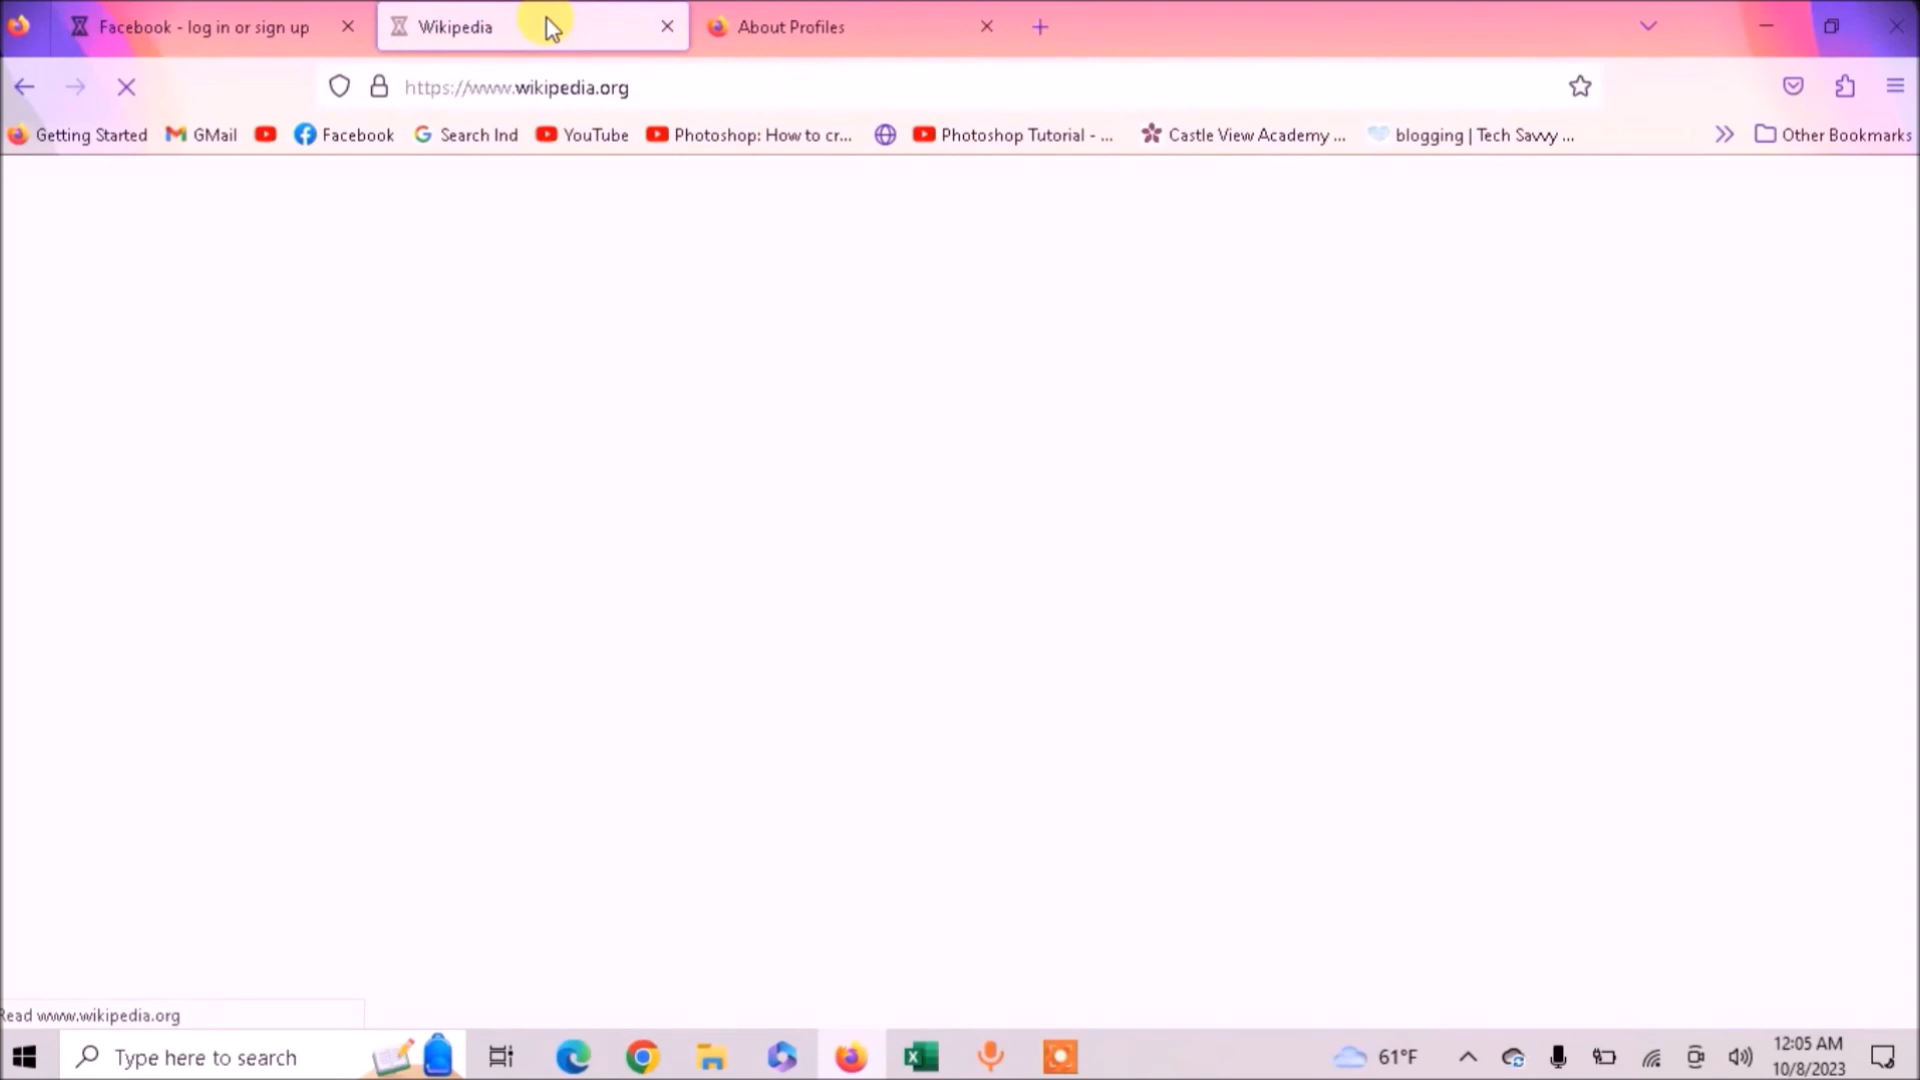 Facebook - log in or sign up
Wikipedia
About Profiles
https://www.wikipedia.org
Getting Started
GMail
Facebook
Search Ind
YouTube
Photoshop: How to cr...
Photoshop Tutorial - ...
Castle View Academy ...
blogging | Tech Savvy ...
Other Bookmarks
Read www.wikipedia.org
Type here to search
61°F
12:05 AM
10/8/2023